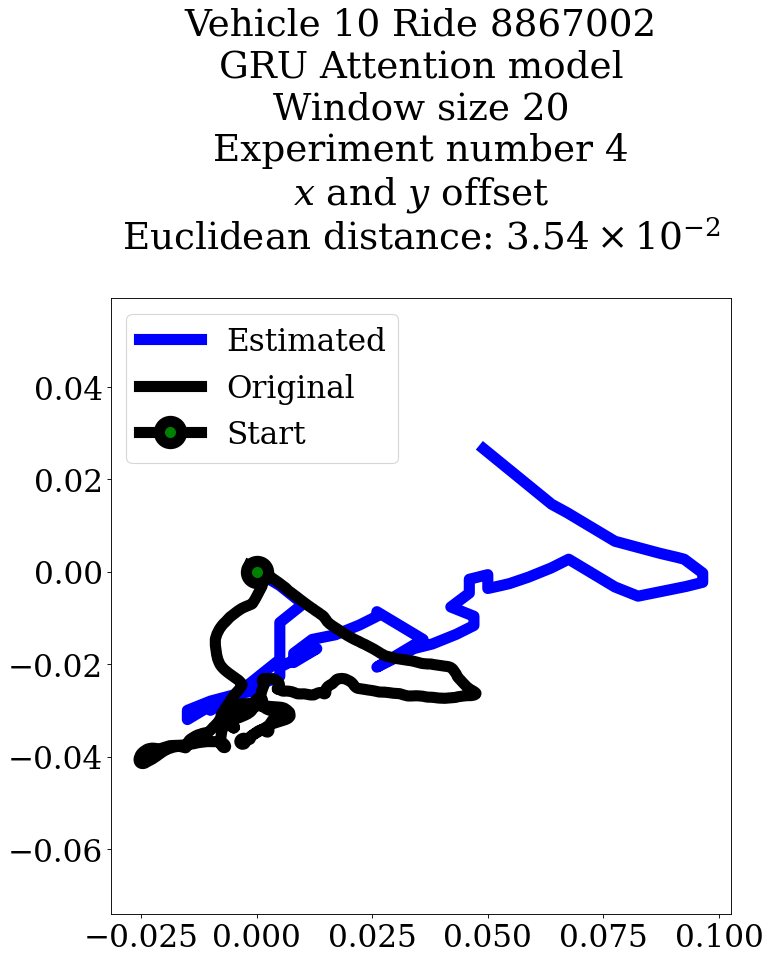 Vehicle 10 Ride 8867002
GRU Attention model
Window size 20
Experiment number 4
x and y offset
Euclidean distance: 3.54 × 10⁻²
Estimated
Original
Start
0.04
0.02
0.00
−0.02
−0.04
−0.06
−0.025 0.000 0.025 0.050 0.075 0.100